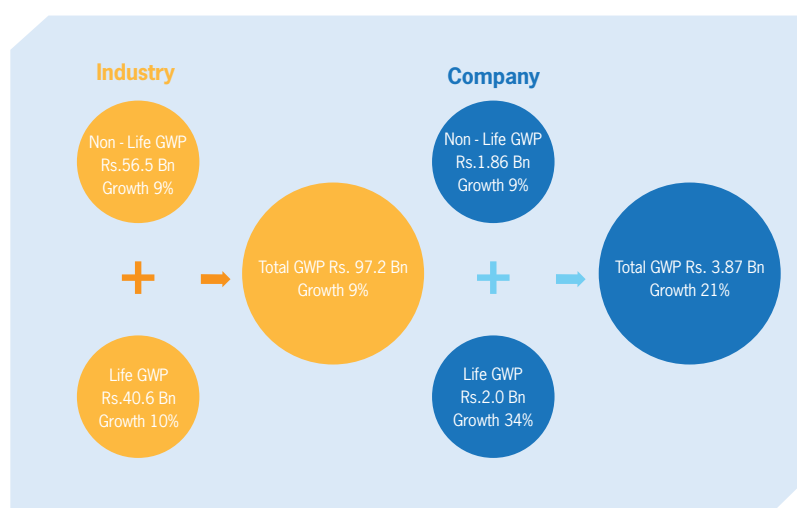 Industry
Non - Life GWP
Rs.56.5 Bn
Growth 9%
Total GWP Rs. 97.2 Bn
Growth 9%
Life GWP
Rs.40.6 Bn
Growth 10%
Company
Non - Life GWP
Rs.1.86 Bn
Growth 9%
Total GWP Rs. 3.87 Bn
Growth 21%
Life GWP
Rs.2.0 Bn
Growth 34%